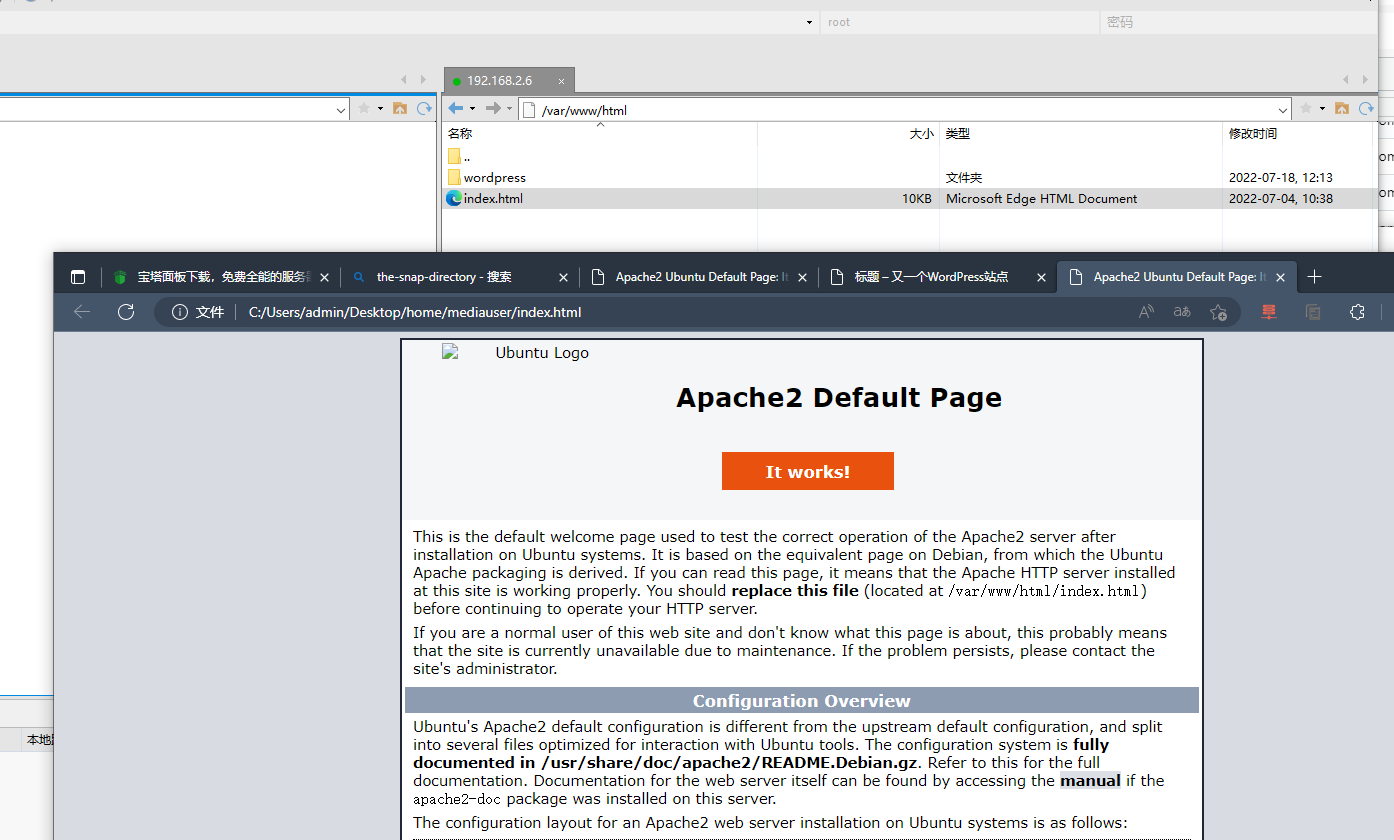 root
密码
192.168.2.6
/var/www/html
名称
大小
类型
修改时间
..
wordpress
文件夹
2022-07-18, 12:13
index.html
10KB
Microsoft Edge HTML Document
2022-07-04, 10:38
宝塔面板下载，免费全能的服务
the-snap-directory - 搜索
Apache2 Ubuntu Default Page: It
标题 – 又一个WordPress站点
Apache2 Ubuntu Default Page: It
文件
C:/Users/admin/Desktop/home/mediauser/index.html
aあ
Ubuntu Logo
Apache2 Default Page
It works!
This is the default welcome page used to test the correct operation of the Apache2 server after
installation on Ubuntu systems. It is based on the equivalent page on Debian, from which the Ubuntu
Apache packaging is derived. If you can read this page, it means that the Apache HTTP server installed
at this site is working properly. You should replace this file (located at /var/www/html/index.html)
before continuing to operate your HTTP server.
If you are a normal user of this web site and don't know what this page is about, this probably means
that the site is currently unavailable due to maintenance. If the problem persists, please contact the
site's administrator.
Configuration Overview
Ubuntu's Apache2 default configuration is different from the upstream default configuration, and split
into several files optimized for interaction with Ubuntu tools. The configuration system is fully
documented in /usr/share/doc/apache2/README.Debian.gz. Refer to this for the full
documentation. Documentation for the web server itself can be found by accessing the manual if the
apache2-doc package was installed on this server.
The configuration layout for an Apache2 web server installation on Ubuntu systems is as follows:
本地